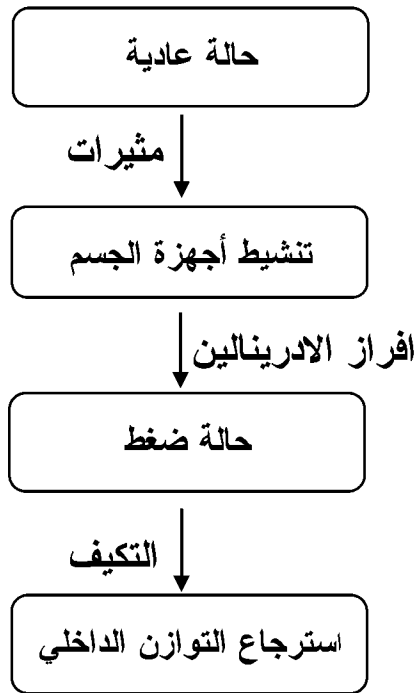 حالة عادية
مثيرات
تنشيط أجهزة الجسم
افراز الادرينالين
حالة ضغط
التكيف
استرجاع التوازن الداخلي